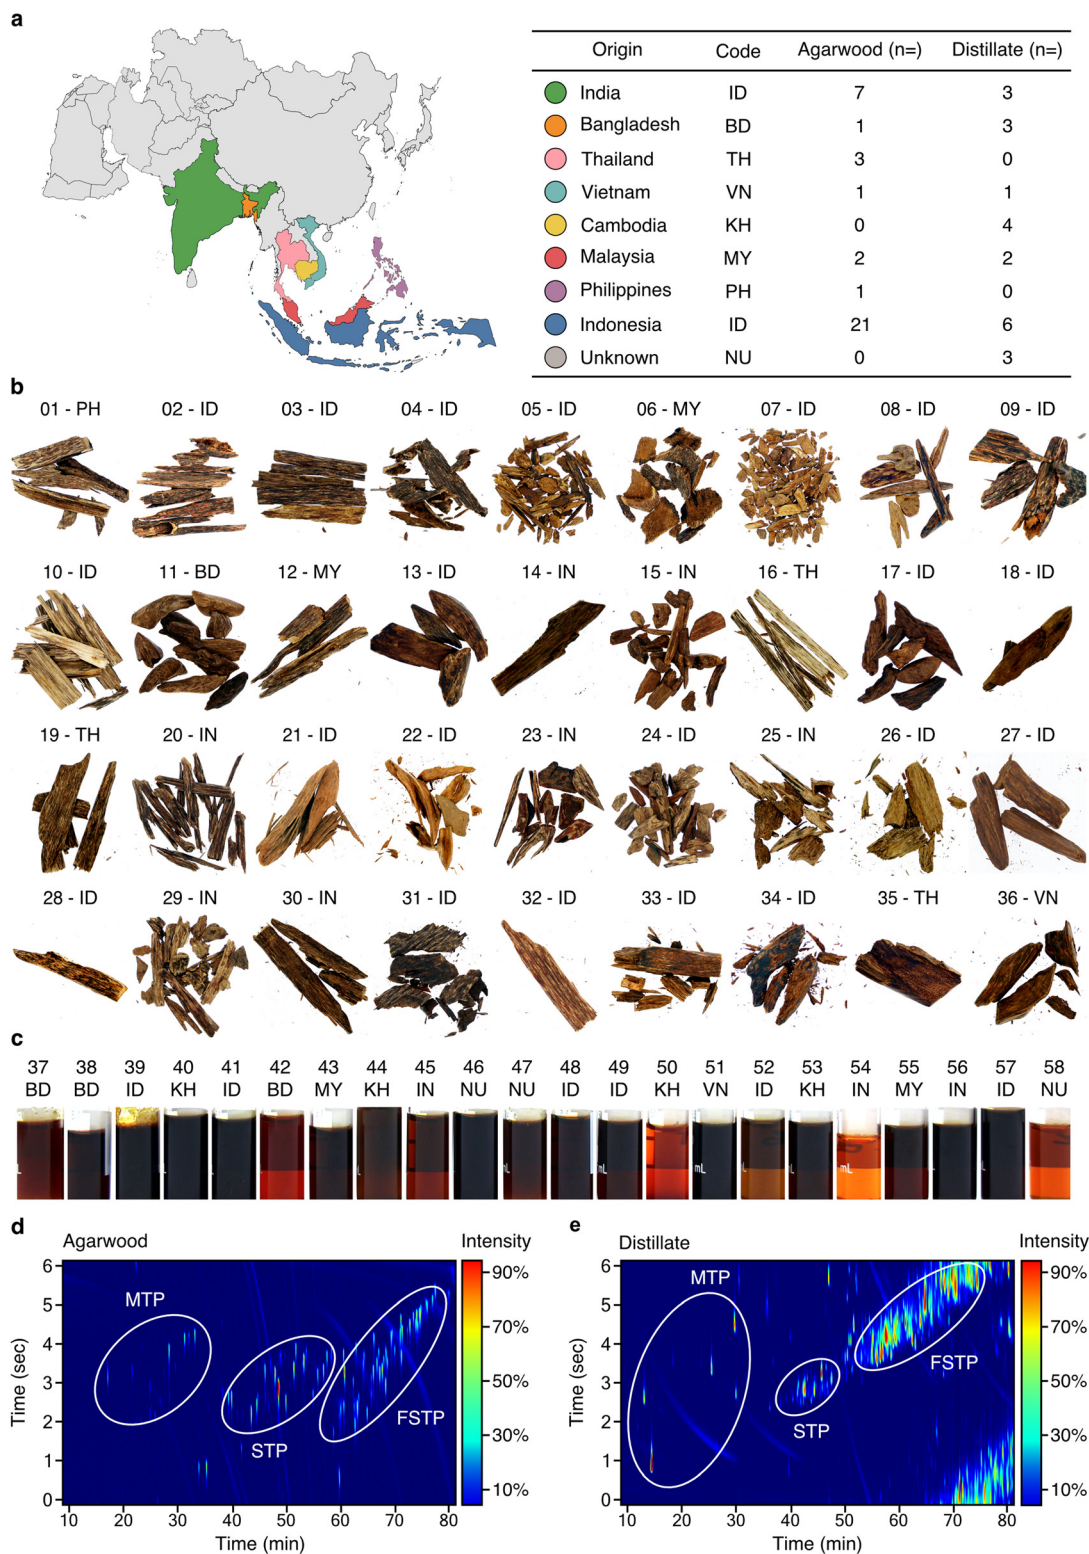 a
Origin Code Agarwood (n=) Distillate (n=)
India ID 7 3
Bangladesh BD 1 3
Thailand TH 3 0
Vietnam VN 1 1
Cambodia KH 0 4
Malaysia MY 2 2
Philippines PH 1 0
Indonesia ID 21 6
Unknown NU 0 3
b
01 - PH 02 - ID 03 - ID 04 - ID 05 - ID 06 - MY 07 - ID 08 - ID 09 - ID
10 - ID 11 - BD 12 - MY 13 - ID 14 - IN 15 - IN 16 - TH 17 - ID 18 - ID
19 - TH 20 - IN 21 - ID 22 - ID 23 - IN 24 - ID 25 - IN 26 - ID 27 - ID
28 - ID 29 - IN 30 - IN 31 - ID 32 - ID 33 - ID 34 - ID 35 - TH 36 - VN
c
37 38 39 40 41 42 43 44 45 46 47 48 49 50 51 52 53 54 55 56 57 58
BD BD ID KH ID BD MY KH IN NU NU ID ID KH VN ID KH IN MY IN ID NU
L mL mL mL
d
Agarwood Intensity
MTP
STP
FSTP
90%
70%
50%
30%
10%
6
5
4
3
2
1
0
Time (sec)
10 20 30 40 50 60 70 80
Time (min)
e
Distillate Intensity
MTP
STP
FSTP
90%
70%
50%
30%
10%
6
5
4
3
2
1
0
Time (sec)
10 20 30 40 50 60 70 80
Time (min)